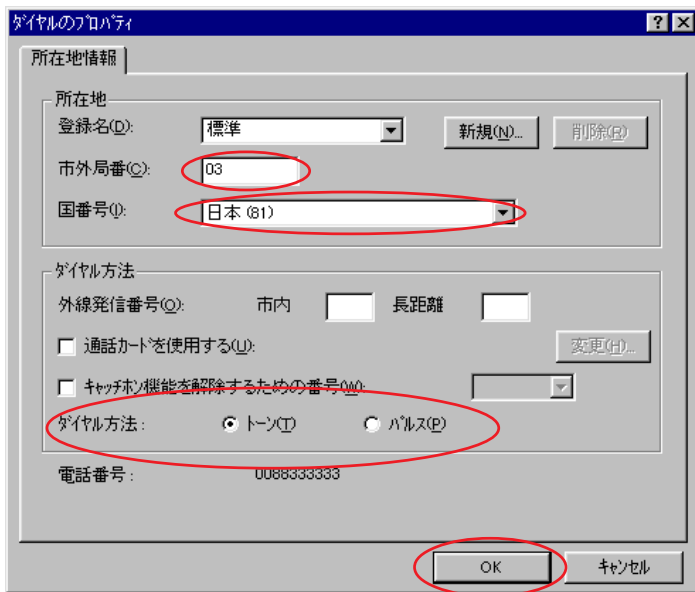 ﾀﾞｲﾔﾙのﾌﾟﾛﾊﾟﾃｨ
所在地情報
所在地
登録名(D): 標準 新規(N)... 削除(R)
市外局番(C): 03
国番号(I): 日本 (81)
ﾀﾞｲﾔﾙ方法
外線発信番号(O): 市内 長距離
通話ｶｰﾄﾞを使用する(U): 変更(H)...
ｷｬｯﾁﾎﾝ機能を解除するための番号(W):
ﾀﾞｲﾔﾙ方法: ﾄｰﾝ(T) ﾊﾟﾙｽ(P)
電話番号: 0088333333
OK ｷｬﾝｾﾙ